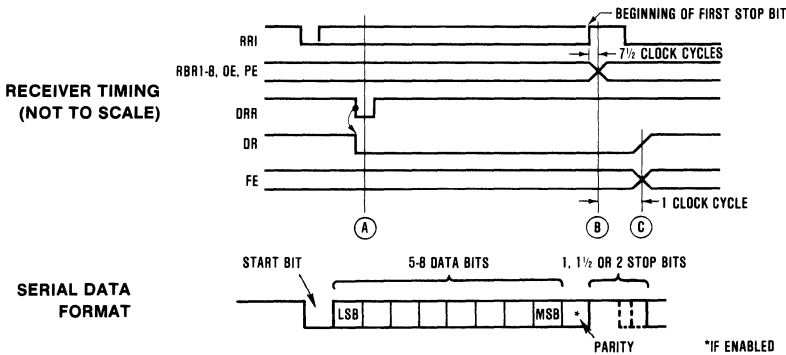 BEGINNING OF FIRST STOP BIT
RRI
7½ CLOCK CYCLES
RBR1-8, OE, PE
RECEIVER TIMING
(NOT TO SCALE)
DRR
DR
FE
1 CLOCK CYCLE
A
B
C
START BIT
5-8 DATA BITS
1, 1½ OR 2 STOP BITS
SERIAL DATA
FORMAT
LSB
MSB
*
PARITY
*IF ENABLED